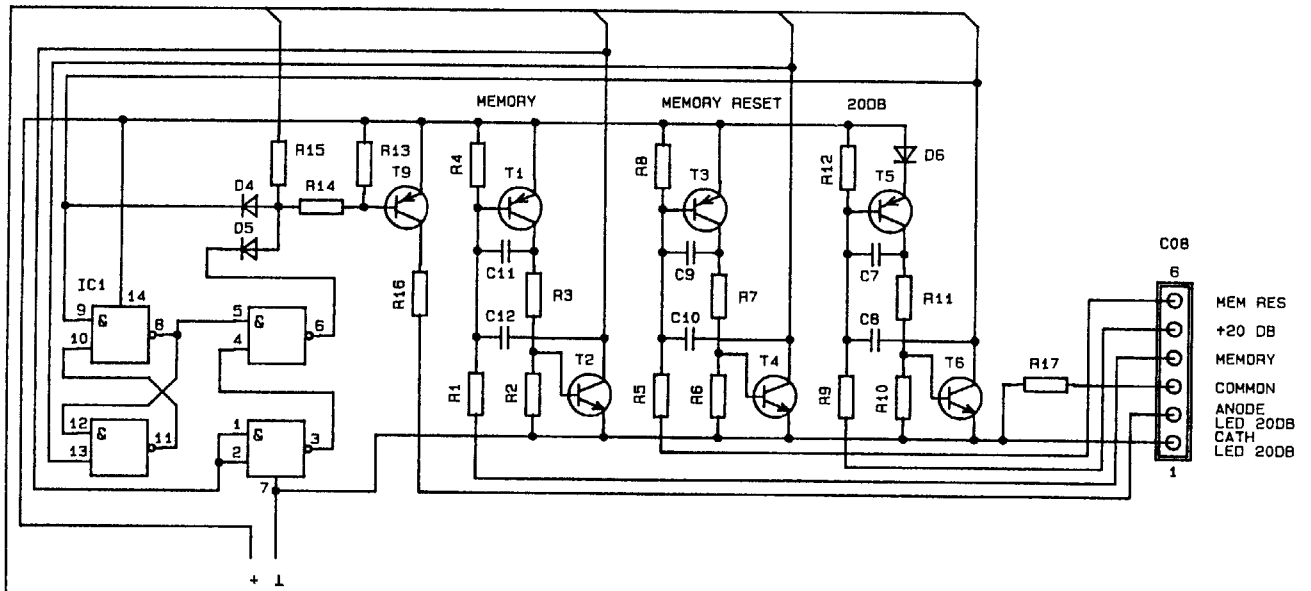 MEMORY
MEMORY RESET
20DB
R15
R13
R4
R8
R12
D6
T9
T1
T3
T5
D4
R14
D5
C08
C11
C9
C7
6
IC1
14
R16
R3
R7
R11
MEM RES
9
&
8
5
&
6
+20 DB
10
4
C12
C10
C8
MEMORY
T2
T4
T6
R17
COMMON
R1
R2
R5
R6
R9
R10
ANODE
LED 20DB
12
&
11
1
&
3
CATH
LED 20DB
13
2
7
1
+ ⊥